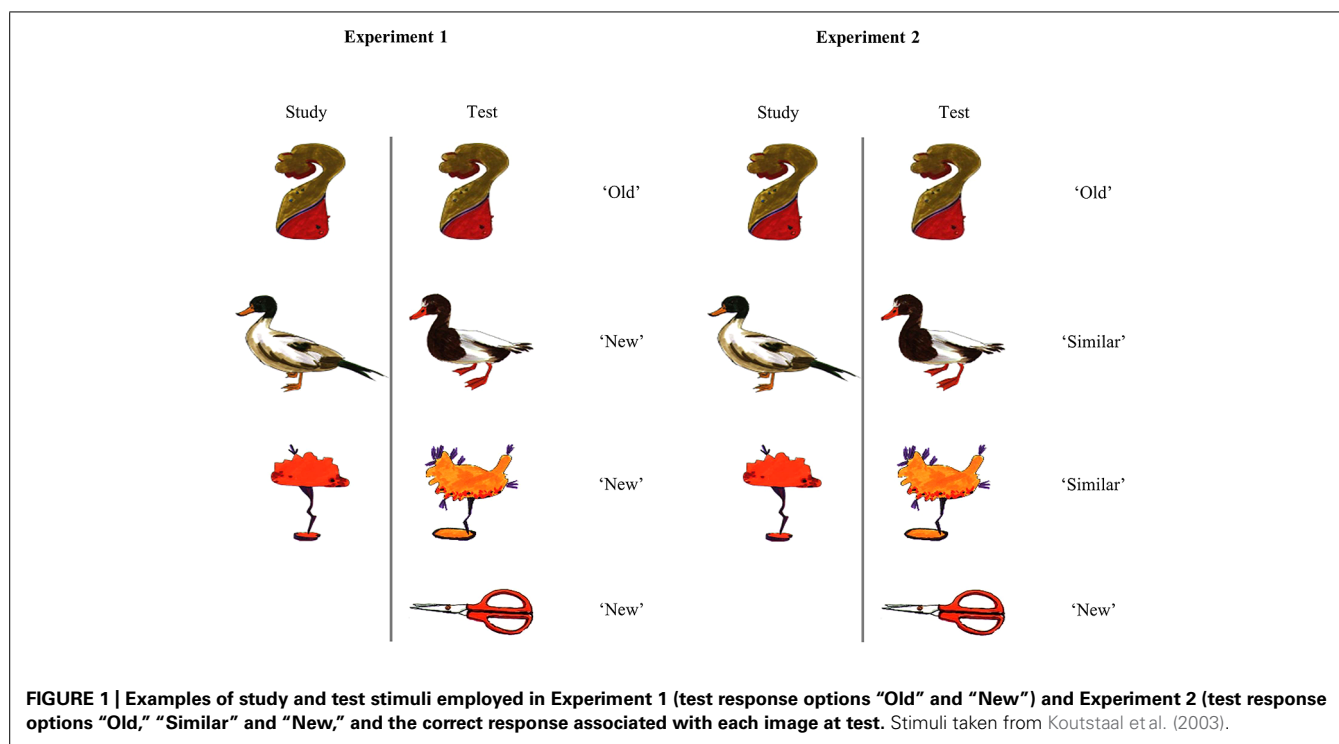 Experiment 1 Experiment 2
Study Test Study Test
‘Old’ ‘Old’
‘New’ ‘Similar’
‘New’ ‘Similar’
‘New’ ‘New’
FIGURE 1 | Examples of study and test stimuli employed in Experiment 1 (test response options “Old” and “New”) and Experiment 2 (test response
options “Old,” “Similar” and “New,” and the correct response associated with each image at test. Stimuli taken from Koutstaal et al. (2003).